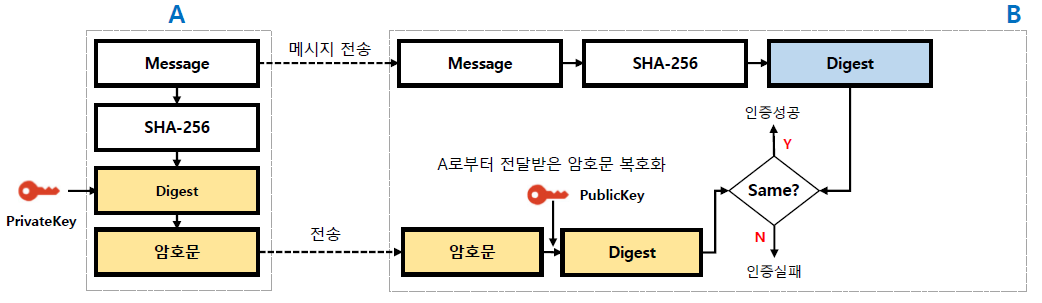 A
B
Message
메시지 전송
Message
SHA-256
Digest
SHA-256
인증성공
Y
A로부터 전달받은 암호문 복호화
PrivateKey
Digest
PublicKey
Same?
암호문
전송
암호문
Digest
N
인증실패